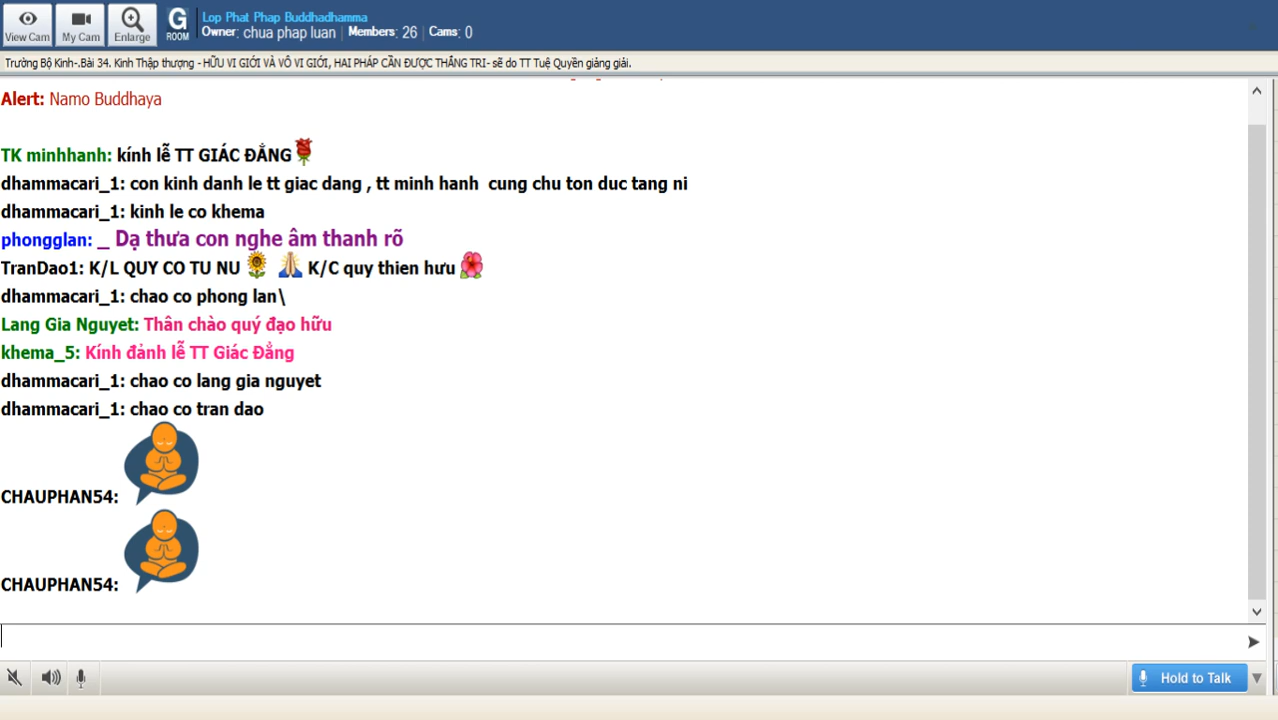 View Cam
My Cam
Enlarge
G
ROOM
Lop Phat Phap Buddhadhamma
Owner: chua phap luan | Members: 26 | Cams: 0
Trường Bộ Kinh-.Bài 34. Kinh Thập thượng - HỮU VI GIỚI VÀ VÔ VI GIỚI, HAI PHÁP CẦN ĐƯỢC THẮNG TRI- sẽ do TT Tuệ Quyền giảng giải.
Alert: Namo Buddhaya
TK minhhanh: kính lễ TT GIÁC ĐẲNG
dhammacari_1: con kinh danh le tt giac dang , tt minh hanh cung chu ton duc tang ni
dhammacari_1: kinh le co khema
phongglan: _ Dạ thưa con nghe âm thanh rõ
TranDao1: K/L QUY CO TU NU K/C quy thien hưu
dhammacari_1: chao co phong lan\
Lang Gia Nguyet: Thân chào quý đạo hữu
khema_5: Kính đảnh lễ TT Giác Đẳng
dhammacari_1: chao co lang gia nguyet
dhammacari_1: chao co tran dao
CHAUPHAN54:
CHAUPHAN54:
Hold to Talk